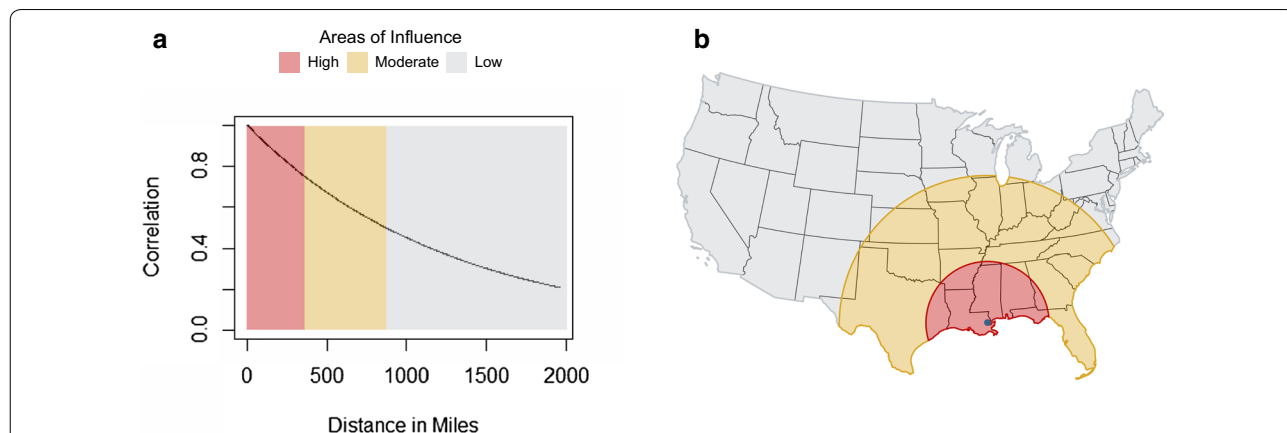 a
Areas of Influence
High Moderate Low
Correlation
0.8
0.4
0.0
0 500 1000 1500 2000
Distance in Miles
b